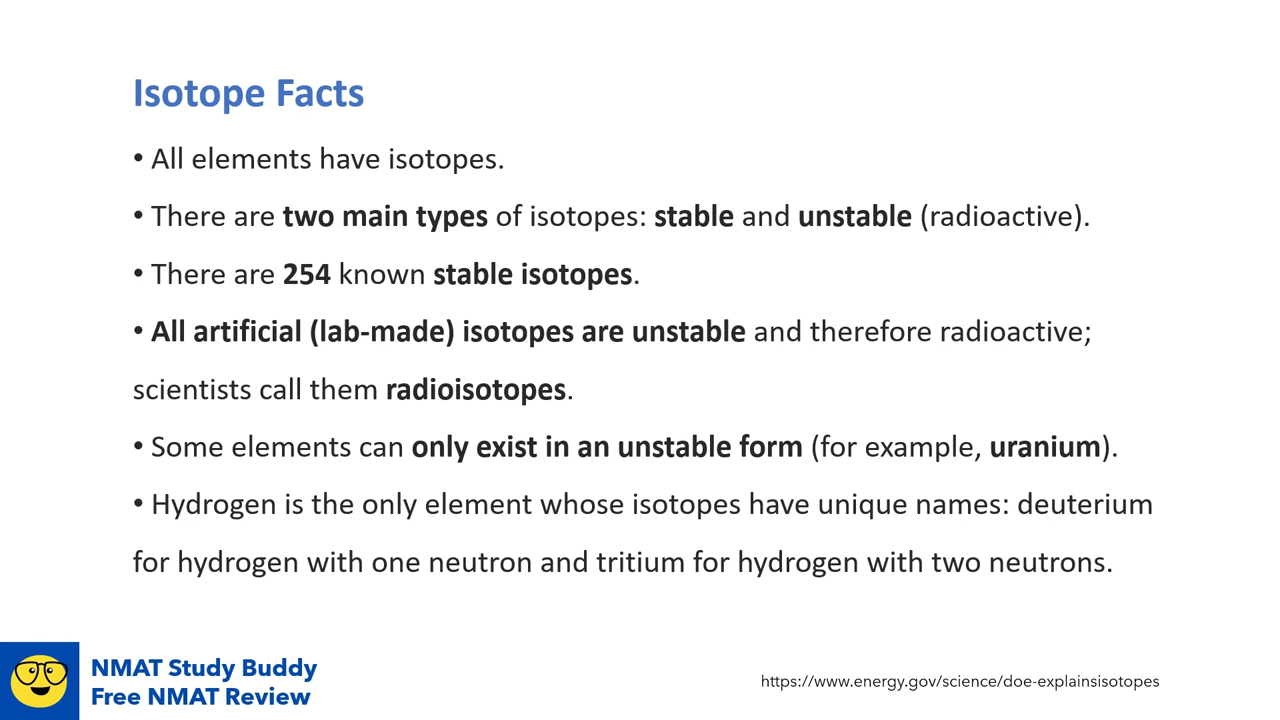 Isotope Facts
• All elements have isotopes.
• There are two main types of isotopes: stable and unstable (radioactive).
• There are 254 known stable isotopes.
• All artificial (lab-made) isotopes are unstable and therefore radioactive;
scientists call them radioisotopes.
• Some elements can only exist in an unstable form (for example, uranium).
• Hydrogen is the only element whose isotopes have unique names: deuterium
for hydrogen with one neutron and tritium for hydrogen with two neutrons.
NMAT Study Buddy
Free NMAT Review
https://www.energy.gov/science/doe-explainsisotopes